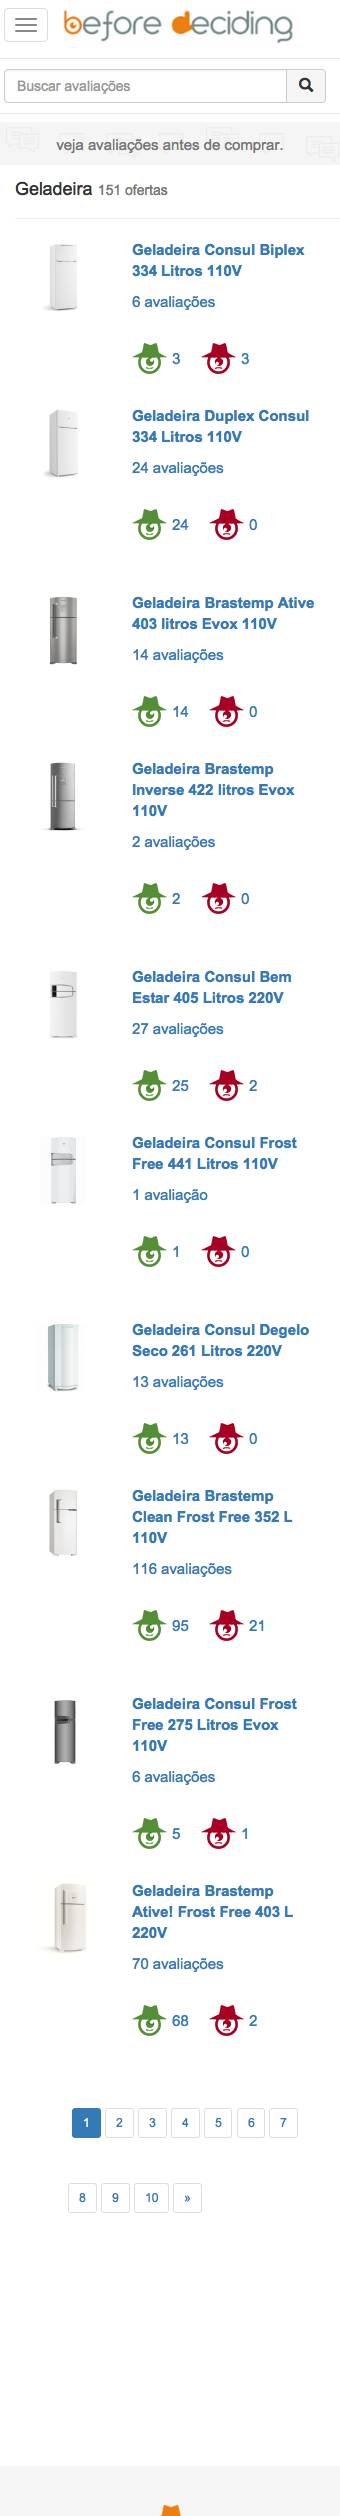 before deciding
Buscar avaliações
veja avaliações antes de comprar.
Geladeira 151 ofertas
Geladeira Consul Biplex
334 Litros 110V
6 avaliações
3 3
Geladeira Duplex Consul
334 Litros 110V
24 avaliações
24 0
Geladeira Brastemp Ative
403 litros Evox 110V
14 avaliações
14 0
Geladeira Brastemp
Inverse 422 litros Evox
110V
2 avaliações
2 0
Geladeira Consul Bem
Estar 405 Litros 220V
27 avaliações
25 2
Geladeira Consul Frost
Free 441 Litros 110V
1 avaliação
1 0
Geladeira Consul Degelo
Seco 261 Litros 220V
13 avaliações
13 0
Geladeira Brastemp
Clean Frost Free 352 L
110V
116 avaliações
95 21
Geladeira Consul Frost
Free 275 Litros Evox
110V
6 avaliações
5 1
Geladeira Brastemp
Ative! Frost Free 403 L
220V
70 avaliações
68 2
1 2 3 4 5 6 7
8 9 10 »